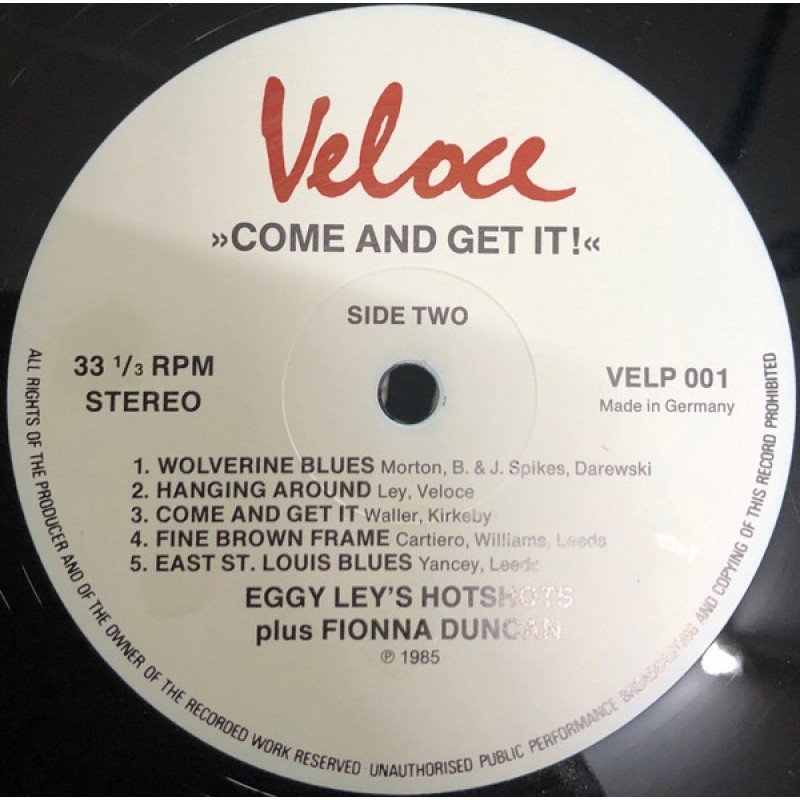 Veloce
»COME AND GET IT!«
SIDE TWO
33 1/3 RPM
STEREO
VELP 001
Made in Germany
1. WOLVERINE BLUES Morton, B. & J. Spikes, Darewski
2. HANGING AROUND Ley, Veloce
3. COME AND GET IT Waller, Kirkeby
4. FINE BROWN FRAME Cartiero, Williams, Leeds
5. EAST ST. LOUIS BLUES Yancey, Leeds
EGGY LEY'S HOTSHOTS
plus FIONNA DUNCAN
℗ 1985
ALL RIGHTS OF THE PRODUCER AND OF THE OWNER OF THE RECORDED WORK RESERVED UNAUTHORISED PUBLIC PERFORMANCE BROADCASTING AND COPYING OF THIS RECORD PROHIBITED